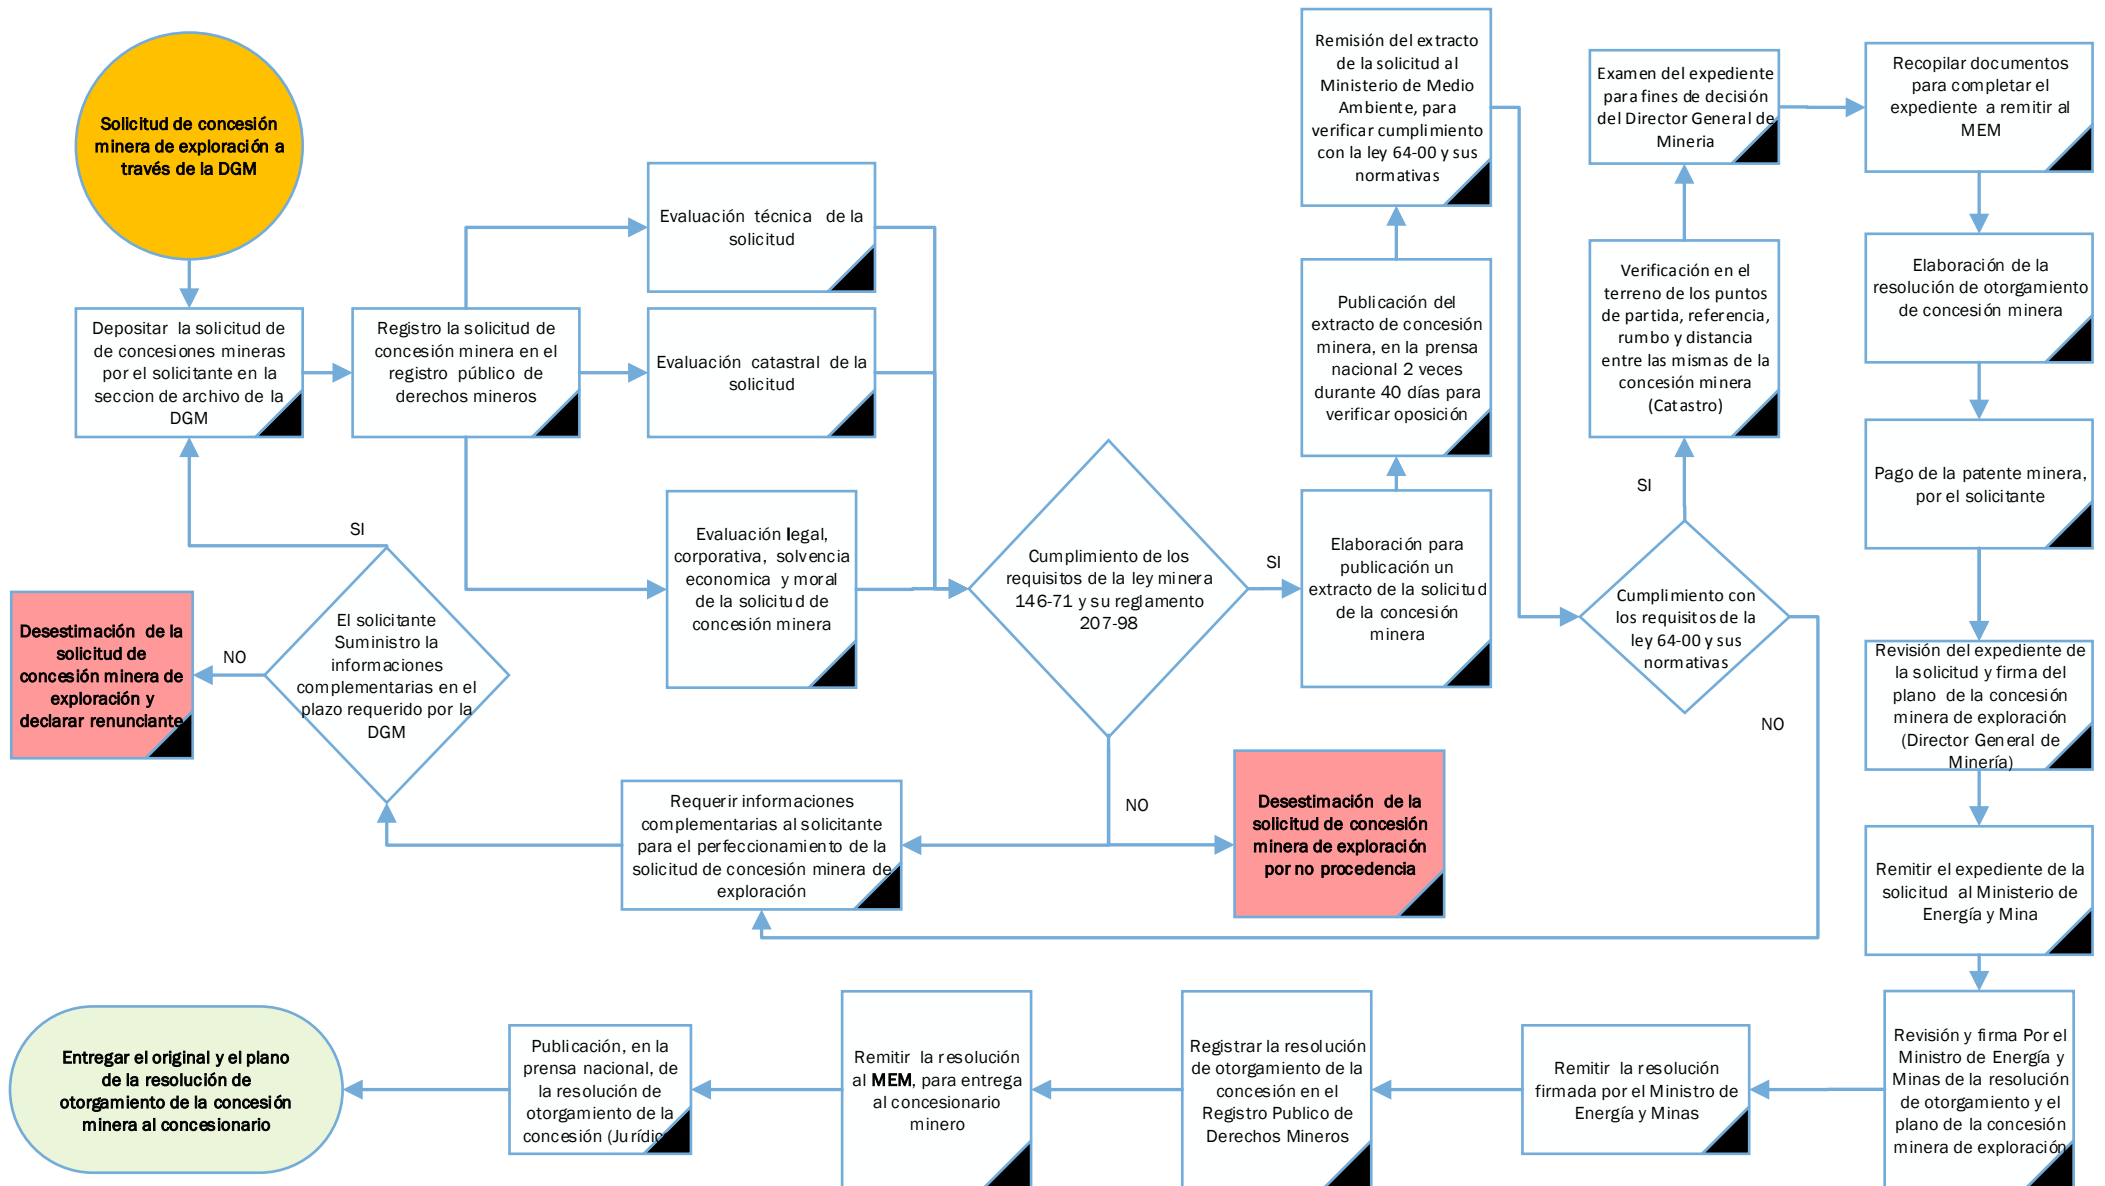 Solicitud de concesión
minera de exploración a
través de la DGM
Depositar la solicitud de
de concesiones mineras
por el solicitante en la
seccion de archivo de la
DGM
Registro la solicitud de
concesión minera en el
registro público de
derechos mineros
Evaluación técnica de la
solicitud
Evaluación catastral de la
solicitud
Evaluación legal,
corporativa, solvencia
economica y moral
de la solicitud de
concesión minera
Cumplimiento de los
requisitos de la ley minera
146-71 y su reglamento
207-98
SI
NO
Elaboración para
publicación un
extracto de la solicitud
de la concesión
minera
Publicación del
extracto de concesión
minera, en la prensa
nacional 2 veces
durante 40 días para
verificar oposición
Remisión del extracto
de la solicitud al
Ministerio de Medio
Ambiente, para
verificar cumplimiento
con la ley 64-00 y sus
normativas
Cumplimiento con
los requisitos de la
ley 64-00 y sus
normativas
SI
NO
Verificación en el
terreno de los puntos
de partida, referencia,
rumbo y distancia
entre las mismas de la
concesión minera
(Catastro)
Examen del expediente
para fines de decisión
del Director General de
Mineria
Recopilar documentos
para completar el
expediente a remitir al
MEM
Elaboración de la
resolución de otorgamiento
de concesión minera
Pago de la patente minera,
por el solicitante
Revisión del expediente de
la solicitud y firma del
plano de la concesión
minera de exploración
(Director General de
Minería)
Remitir el expediente de la
solicitud al Ministerio de
Energía y Mina
Revisión y firma Por el
Ministro de Energía y
Minas de la resolución
de otorgamiento y el
plano de la concesión
minera de exploración
Remitir la resolución
firmada por el Ministro de
Energía y Minas
Registrar la resolución
de otorgamiento de la
concesión en el
Registro Publico de
Derechos Mineros
Remitir la resolución
al MEM, para entrega
al concesionario
minero
Publicación, en la
prensa nacional, de
la resolución de
otorgamiento de la
concesión (Jurídic
Entregar el original y el plano
de la resolución de
otorgamiento de la concesión
minera al concesionario
Desestimación de la
solicitud de concesión
minera de exploración
por no procedencia
Requerir informaciones
complementarias al solicitante
para el perfeccionamiento de la
solicitud de concesión minera de
exploración
El solicitante
Suministro la
informaciones
complementarias en el
plazo requerido por la
DGM
SI
NO
Desestimación de la
solicitud de
concesión minera de
exploración y
declarar renunciante